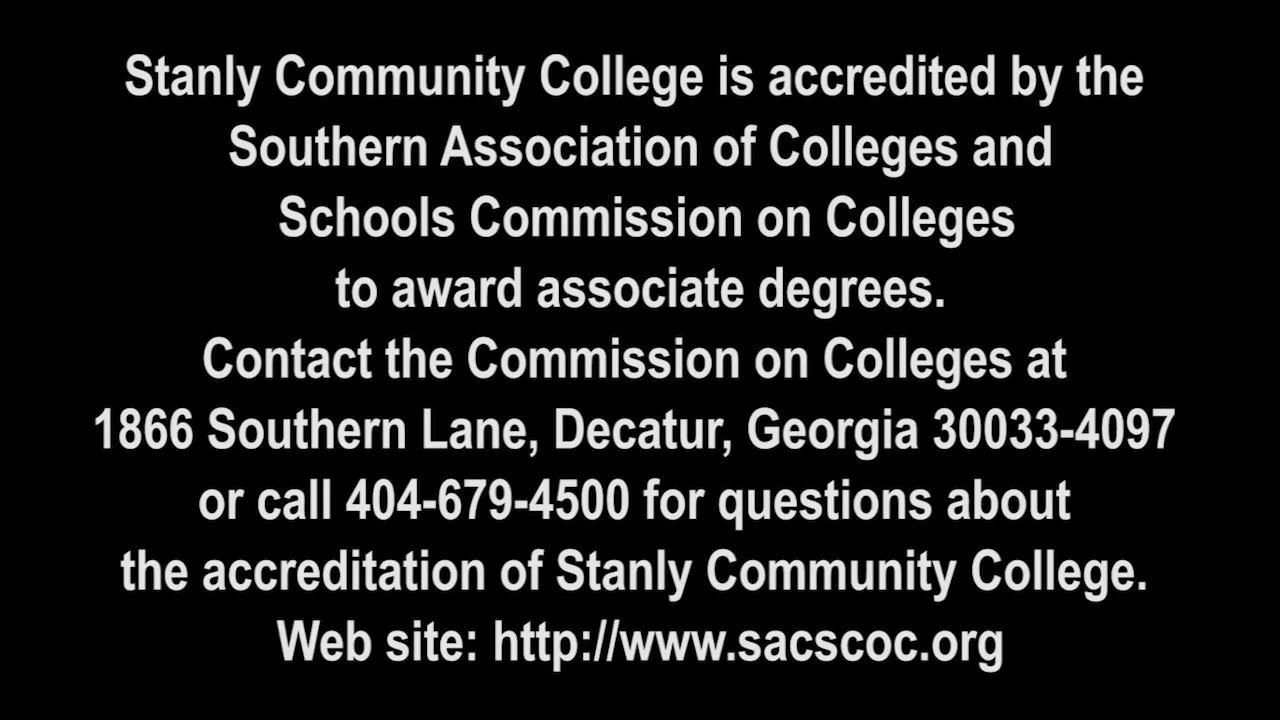 Stanly Community College is accredited by the
Southern Association of Colleges and
Schools Commission on Colleges
to award associate degrees.
Contact the Commission on Colleges at
1866 Southern Lane, Decatur, Georgia 30033-4097
or call 404-679-4500 for questions about
the accreditation of Stanly Community College.
Web site: http://www.sacscoc.org